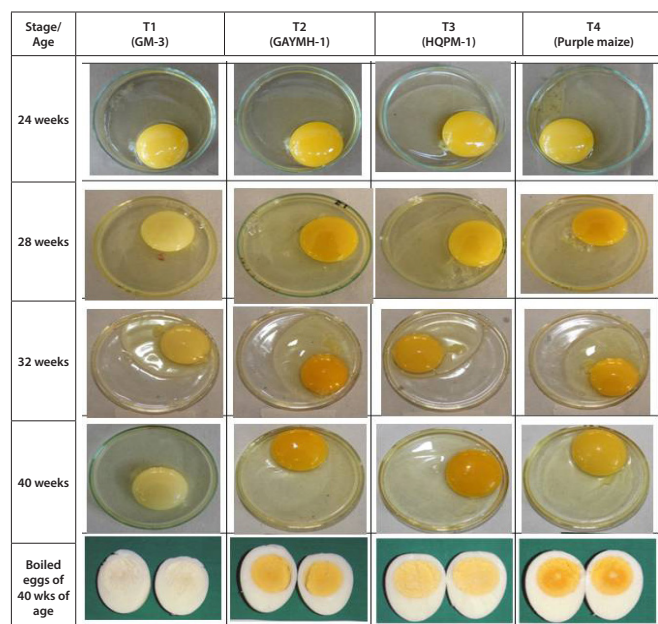 Stage/
Age
T1
(GM-3)
T2
(GAYMH-1)
T3
(HQPM-1)
T4
(Purple maize)
24 weeks
28 weeks
32 weeks
40 weeks
Boiled
eggs of
40 wks of
age